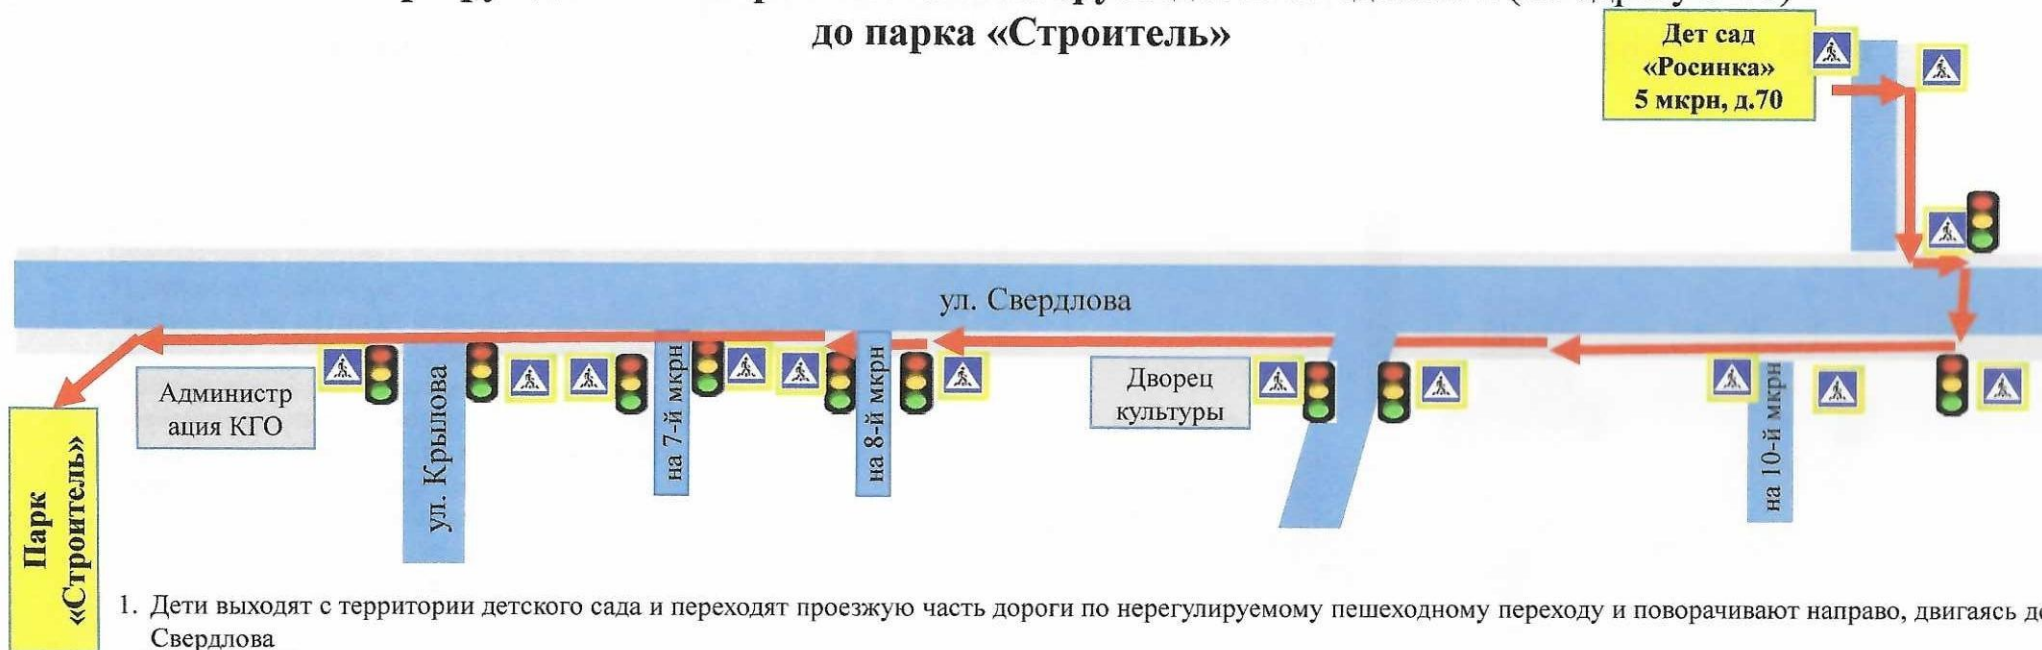 до парка «Строитель»
Дет сад
«Росинка»
5 мкрн, д.70
ул. Свердлова
Администр
ация КГО
ул. Крылова
на 7-й мкрн
на 8-й мкрн
Дворец
культуры
на 10-й мкрн
Парк
«Строитель»
1. Дети выходят с территории детского сада и переходят проезжую часть дороги по нерегулируемому пешеходному переходу и поворачивают направо, двигаясь до
Свердлова